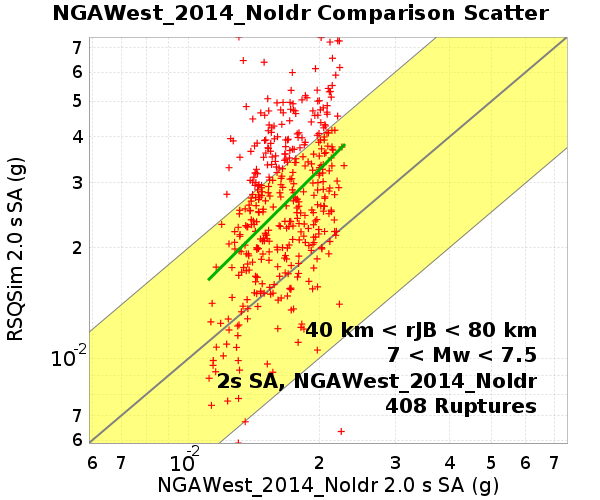 NGAWest_2014_NoIdr Comparison Scatter
7
6
5
4
3
2
10-2
7
6
RSQSim 2.0 s SA (g)
40 km < rJB < 80 km
7 < Mw < 7.5
2s SA, NGAWest_2014_NoIdr
408 Ruptures
6 7 10-2 2 3 4 5 6 7
NGAWest_2014_NoIdr 2.0 s SA (g)